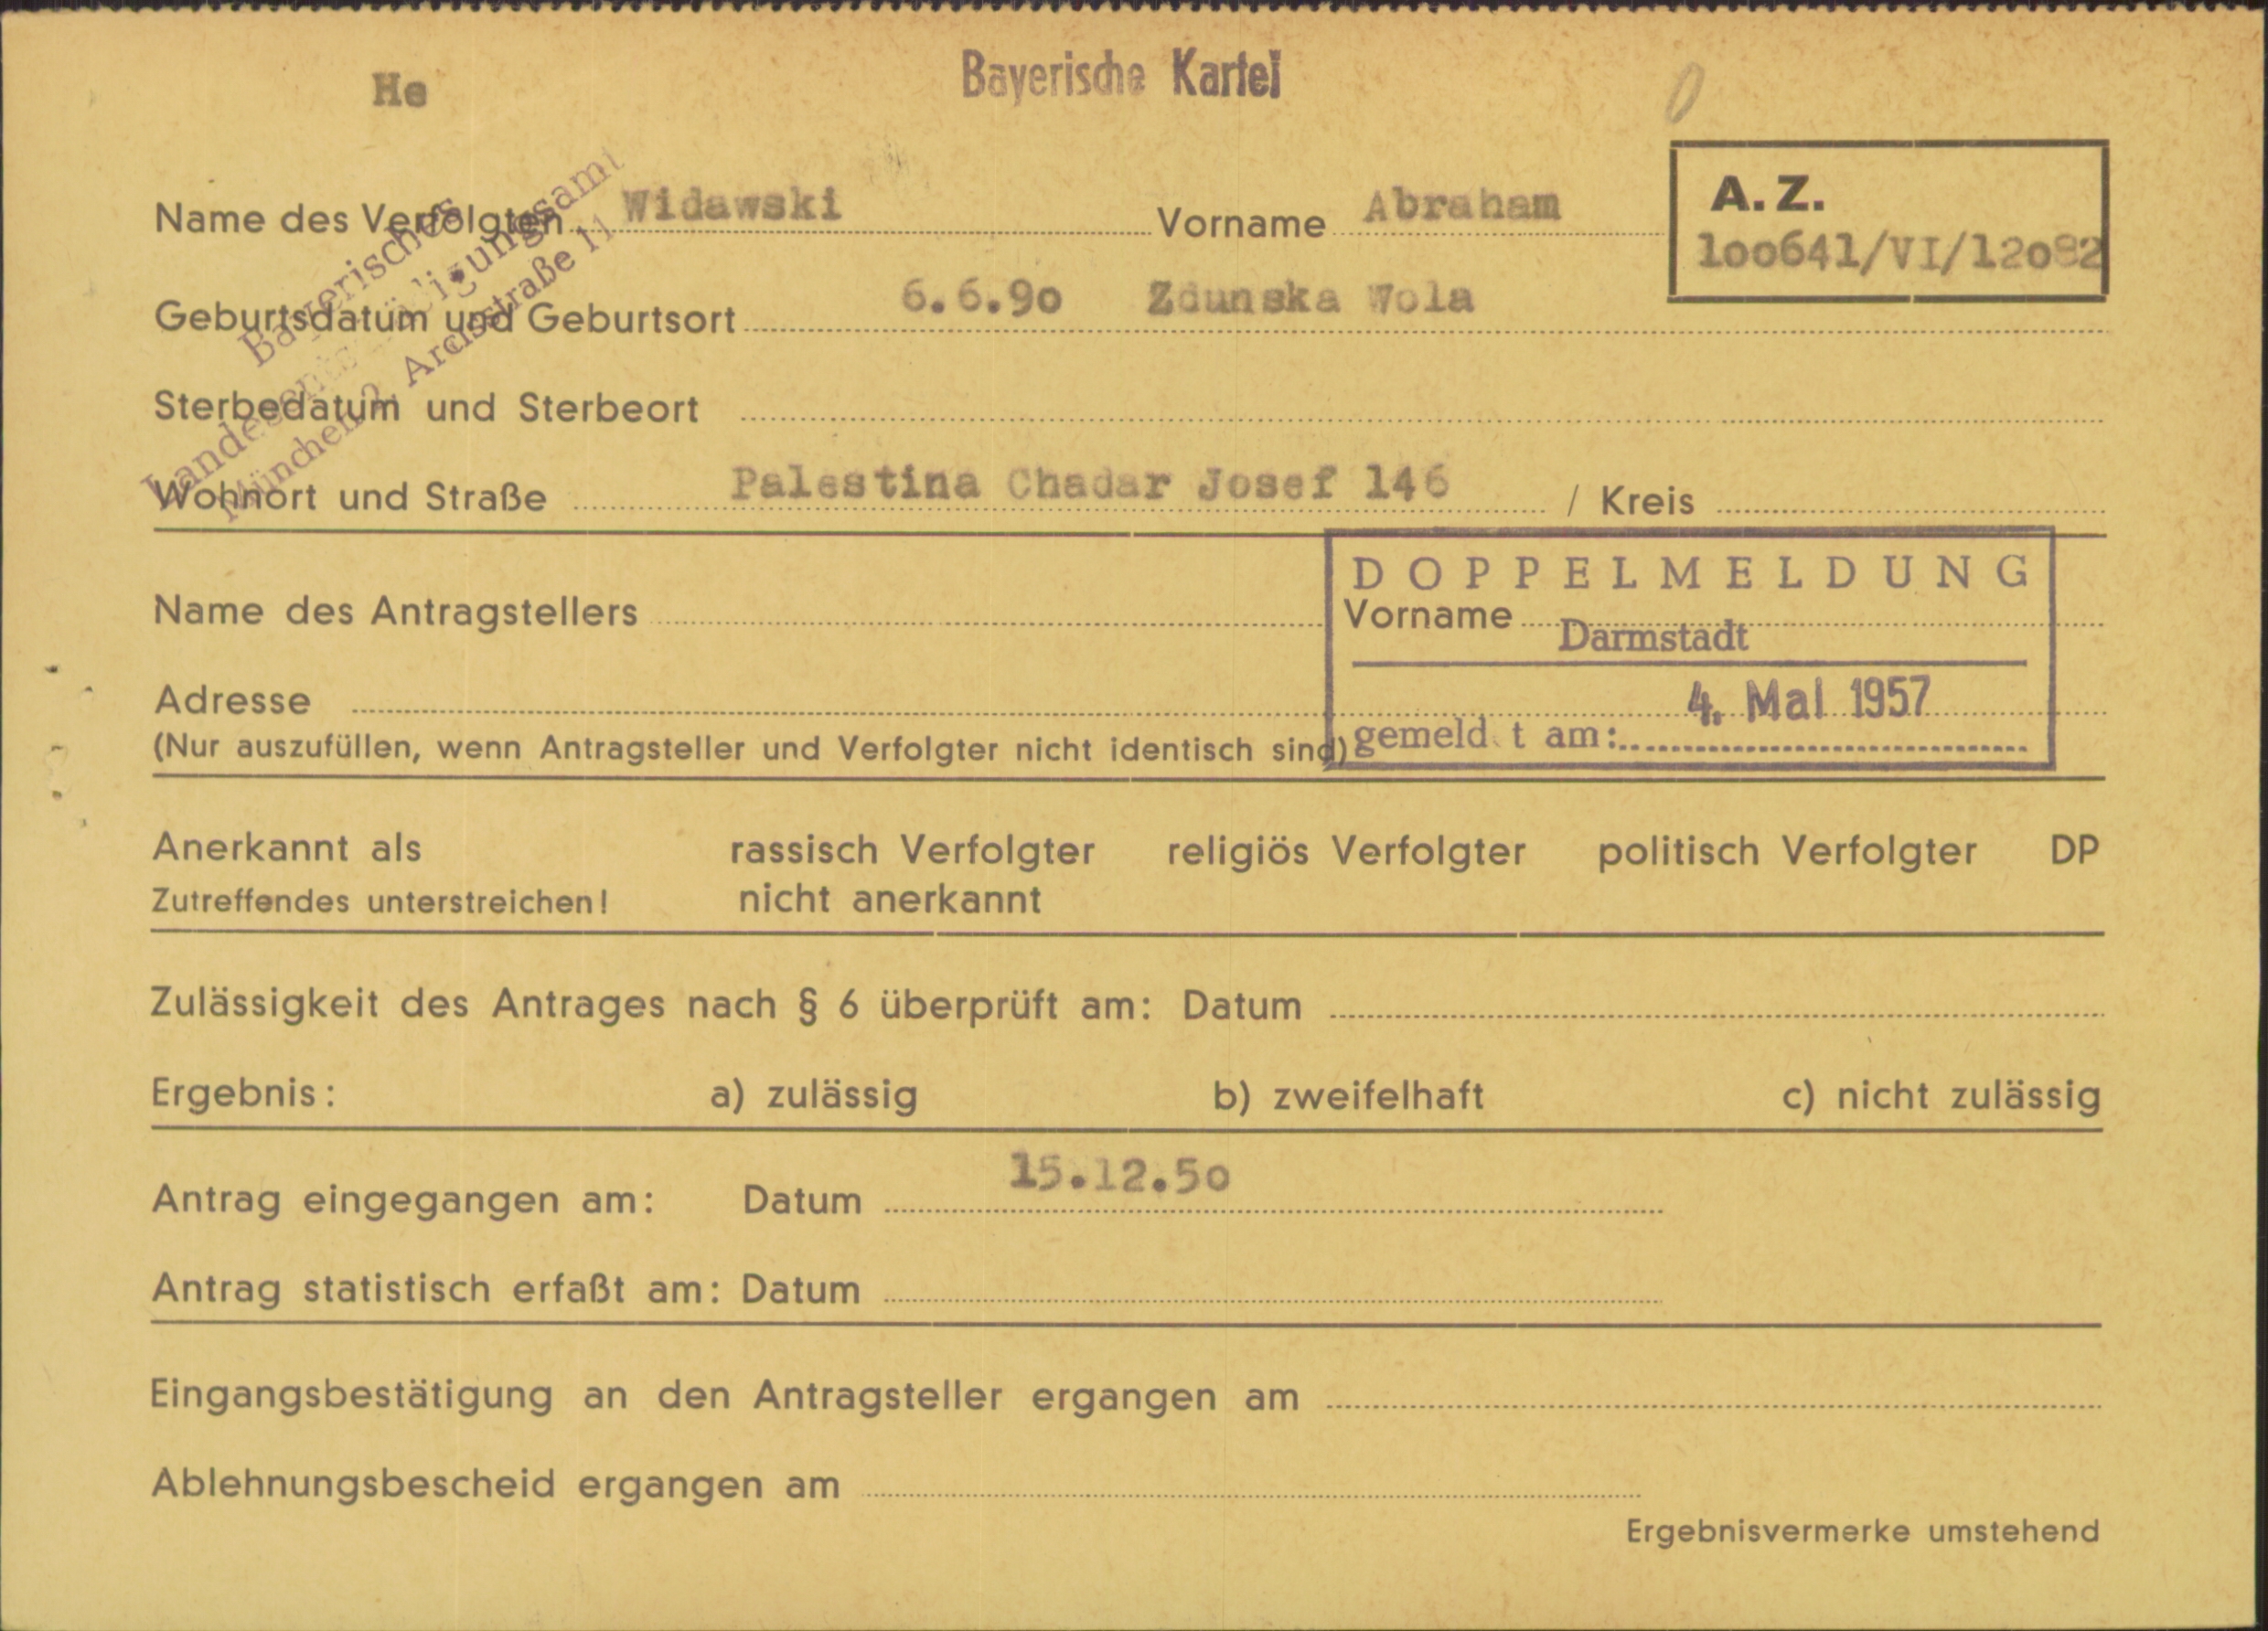 He
Bayerische Kartei
Bayerisches
Landesentschädigungsamt
München 2, Arcisstraße 11
Name des Verfolgten Widawski Vorname Abraham
A.Z.
loo641/VI/12o82
Geburtsdatum und Geburtsort 6.6.9o Zdunska Wola
Sterbedatum und Sterbeort
Wohnort und Straße Palestina Chadar Josef 146 / Kreis
DOPPELMELDUNG
Name des Antragstellers Vorname
Darmstadt
Adresse
4. Mai 1957
gemeld t am:
(Nur auszufüllen, wenn Antragsteller und Verfolgter nicht identisch sind)
Anerkannt als rassisch Verfolgter religiös Verfolgter politisch Verfolgter DP
Zutreffendes unterstreichen! nicht anerkannt
Zulässigkeit des Antrages nach § 6 überprüft am: Datum
Ergebnis: a) zulässig b) zweifelhaft c) nicht zulässig
Antrag eingegangen am: Datum 15.12.5o
Antrag statistisch erfaßt am: Datum
Eingangsbestätigung an den Antragsteller ergangen am
Ablehnungsbescheid ergangen am
Ergebnisvermerke umstehend